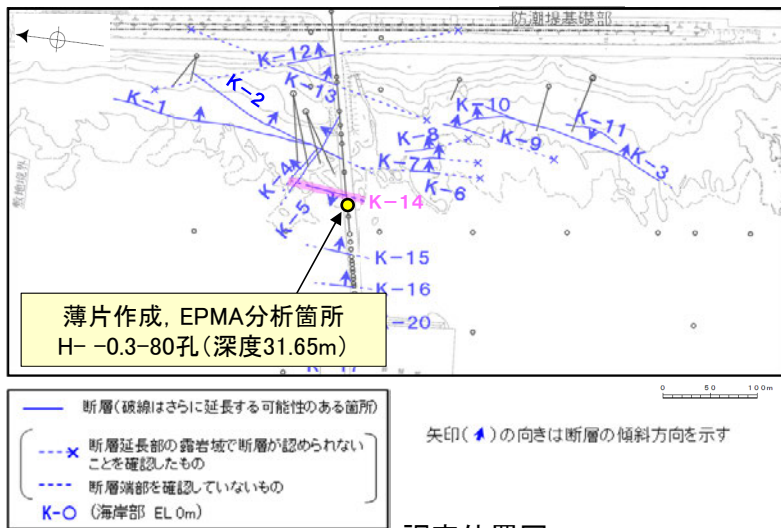 防潮堤基礎部
K-12
K-13
K-2
K-1
K-10
K-11
K-8
K-9
K-7
K-3
K-4
K-6
K-5
K-14
敷地境界
K-15
K-16
K-20
薄片作成, EPMA分析箇所
H- -0.3-80孔(深度31.65m)
0 50 100m
断層(破線はさらに延長する可能性のある箇所)
断層延長部の露岩域で断層が認められない
ことを確認したもの
断層端部を確認していないもの
K-○ (海岸部 EL 0m)
矢印( )の向きは断層の傾斜方向を示す